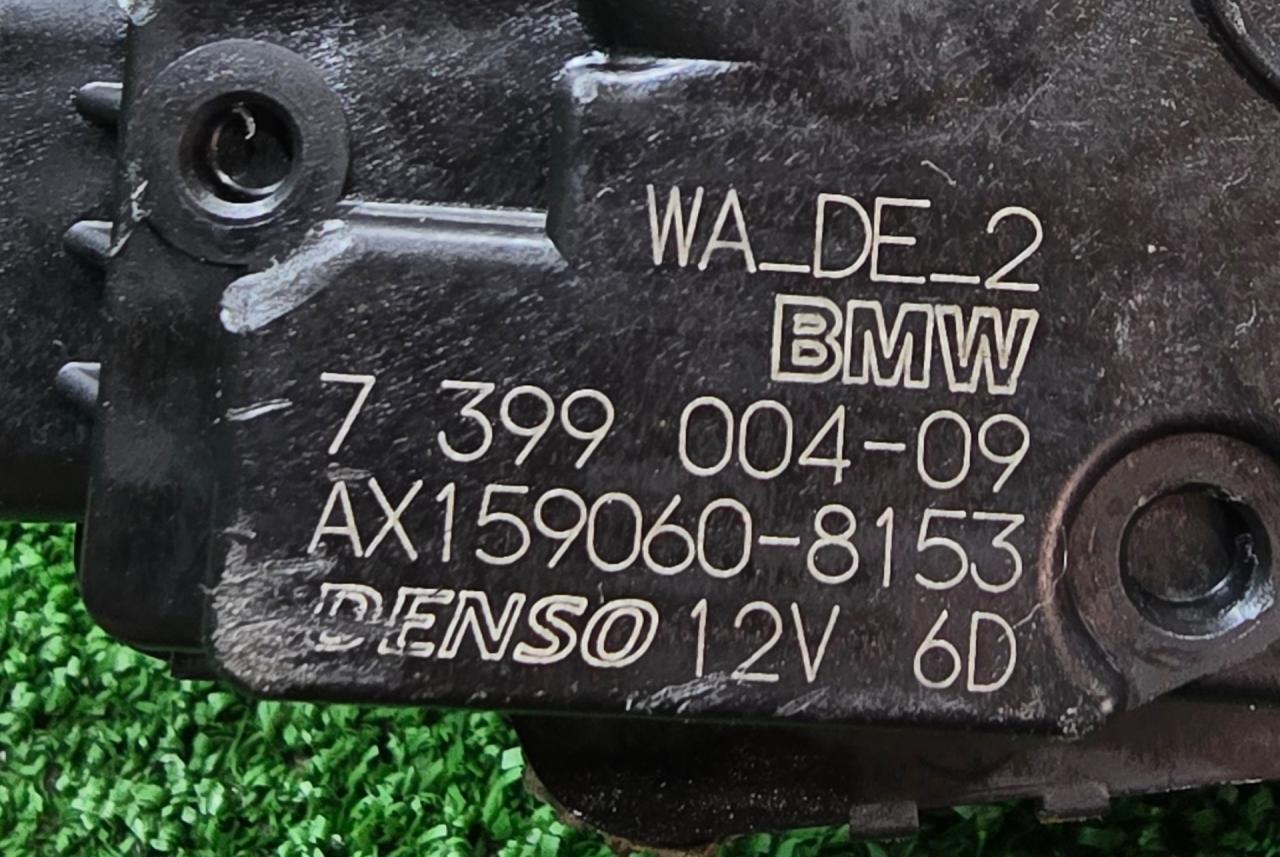 WA_DE_2
BMW
7 399 004-09
AX159060-8153
DENSO 12V 6D